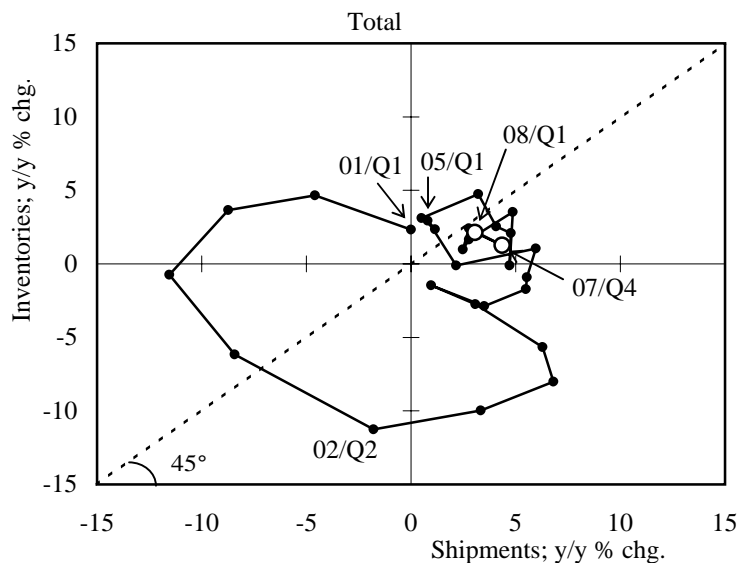 Total
Inventories; y/y % chg.
15
10
5
0
-5
-10
-15
01/Q1
05/Q1
08/Q1
07/Q4
02/Q2
45°
-15
-10
-5
0
5
10
15
Shipments; y/y % chg.